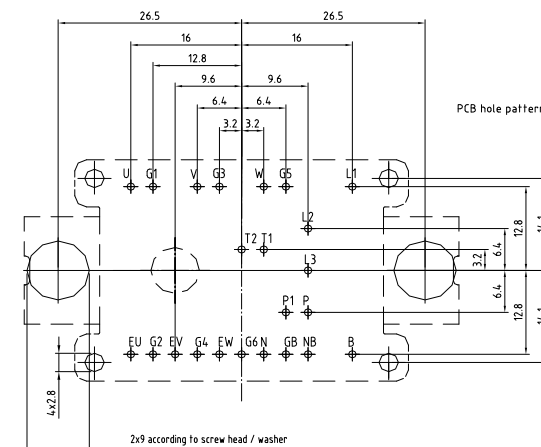 26.5 26.5
16 16
12.8
9.6 9.6
6.4 6.4
3.2 3.2
PCB hole pattern
U G1 V G3 W G5 L1
L2
T2 T1
L3
P1 P
EU G2 EV G4 EW G6 N GB NB B
12.8
6.4
3.2
6.4
12.8
4x2.8
2x9 according to screw head / washer